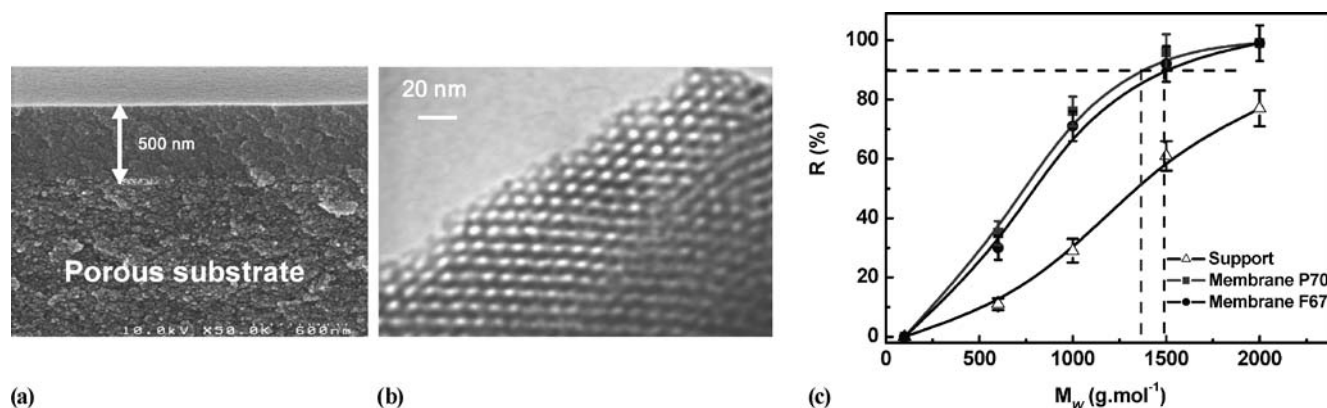 500 nm
Porous substrate
10.0kV X50.0K 600nm
(a)
20 nm
(b)
100
80
60
40
20
0
R (%)
0 500 1000 1500 2000
M_w (g.mol⁻¹)
Support
Membrane P70
Membrane F67
(c)